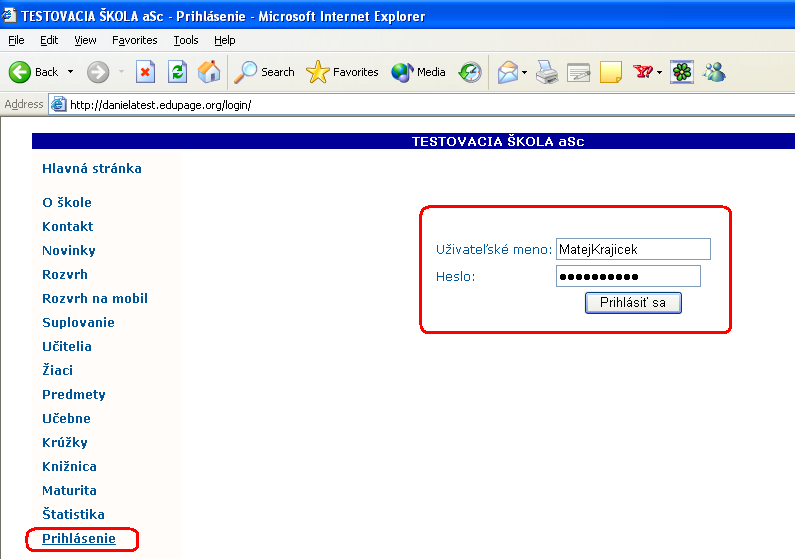 TESTOVACIA ŠKOLA aSc - Prihlásenie - Microsoft Internet Explorer
File Edit View Favorites Tools Help
Back Search Favorites Media
Address http://danielatest.edupage.org/login/
TESTOVACIA ŠKOLA aSc
Hlavná stránka
O škole
Kontakt
Novinky
Rozvrh
Rozvrh na mobil
Suplovanie
Učitelia
Žiaci
Predmety
Učebne
Krúžky
Knižnica
Maturita
Štatistika
Prihlásenie
Uživateľské meno: MatejKrajicek
Heslo: ●●●●●●●●●●
Prihlásiť sa